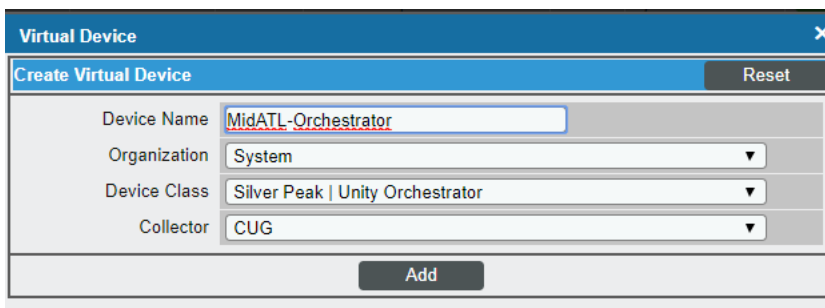 Virtual Device
Create Virtual Device Reset
Device Name MidATL-Orchestrator
Organization System
Device Class Silver Peak | Unity Orchestrator
Collector CUG
Add